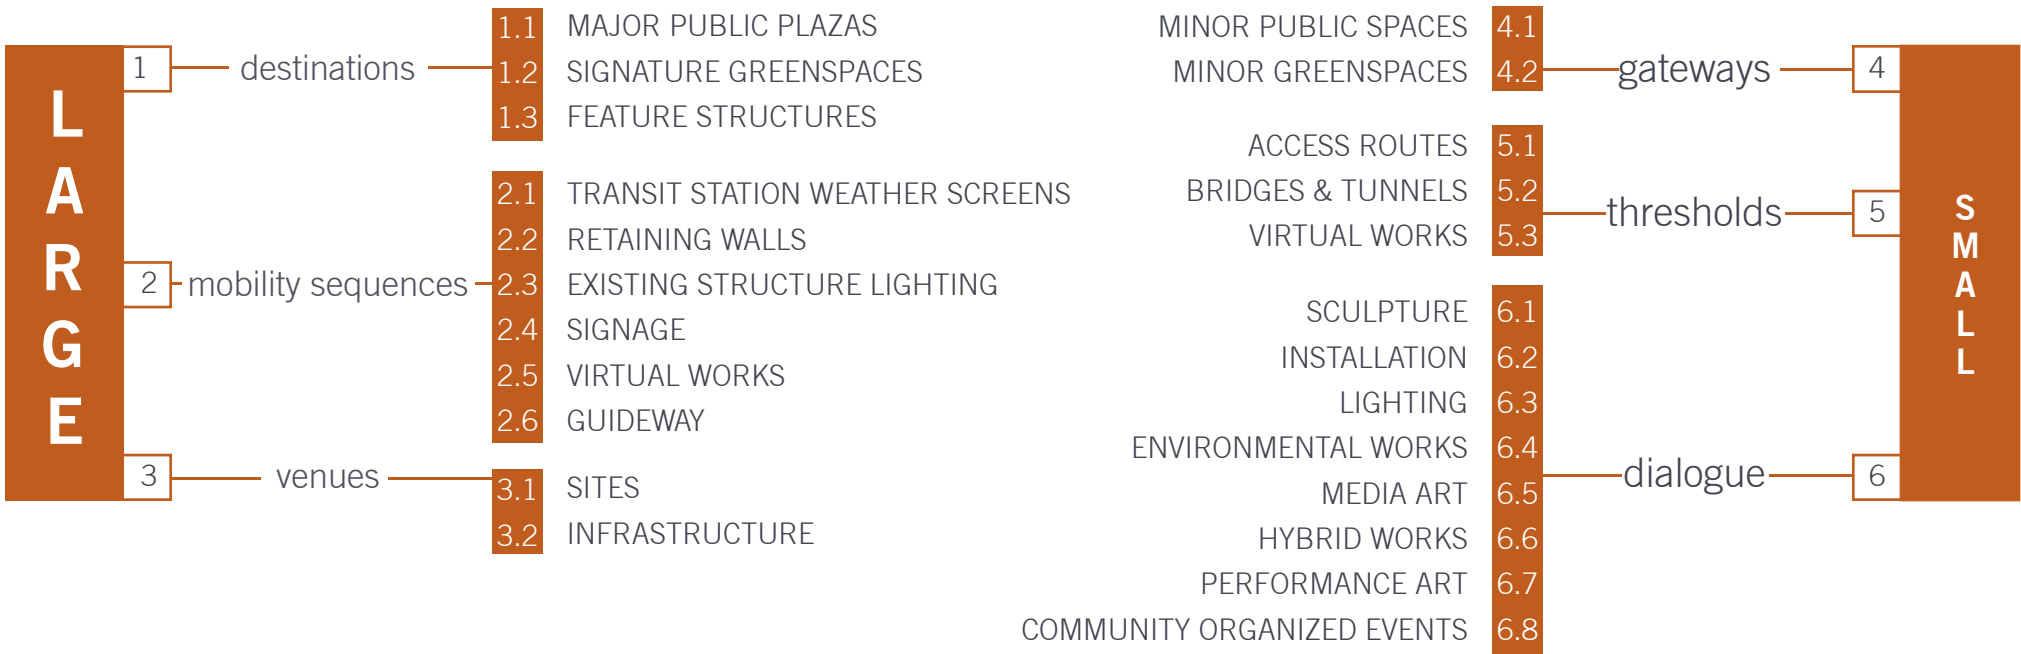 LARGE
1 destinations
1.1 MAJOR PUBLIC PLAZAS
1.2 SIGNATURE GREENSPACES
1.3 FEATURE STRUCTURES
2 mobility sequences
2.1 TRANSIT STATION WEATHER SCREENS
2.2 RETAINING WALLS
2.3 EXISTING STRUCTURE LIGHTING
2.4 SIGNAGE
2.5 VIRTUAL WORKS
2.6 GUIDEWAY
3 venues
3.1 SITES
3.2 INFRASTRUCTURE
SMALL
gateways 4
MINOR PUBLIC SPACES 4.1
MINOR GREENSPACES 4.2
thresholds 5
ACCESS ROUTES 5.1
BRIDGES & TUNNELS 5.2
VIRTUAL WORKS 5.3
dialogue 6
SCULPTURE 6.1
INSTALLATION 6.2
LIGHTING 6.3
ENVIRONMENTAL WORKS 6.4
MEDIA ART 6.5
HYBRID WORKS 6.6
PERFORMANCE ART 6.7
COMMUNITY ORGANIZED EVENTS 6.8